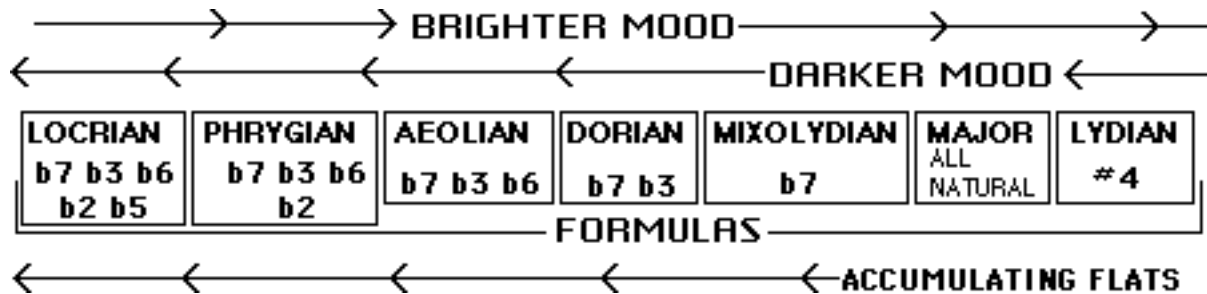 BRIGHTER MOOD
DARKER MOOD
LOCRIAN
b7 b3 b6
b2 b5
PHRYGIAN
b7 b3 b6
b2
AEOLIAN
b7 b3 b6
DORIAN
b7 b3
MIXOLYDIAN
b7
MAJOR
ALL
NATURAL
LYDIAN
#4
FORMULAS
ACCUMULATING FLATS